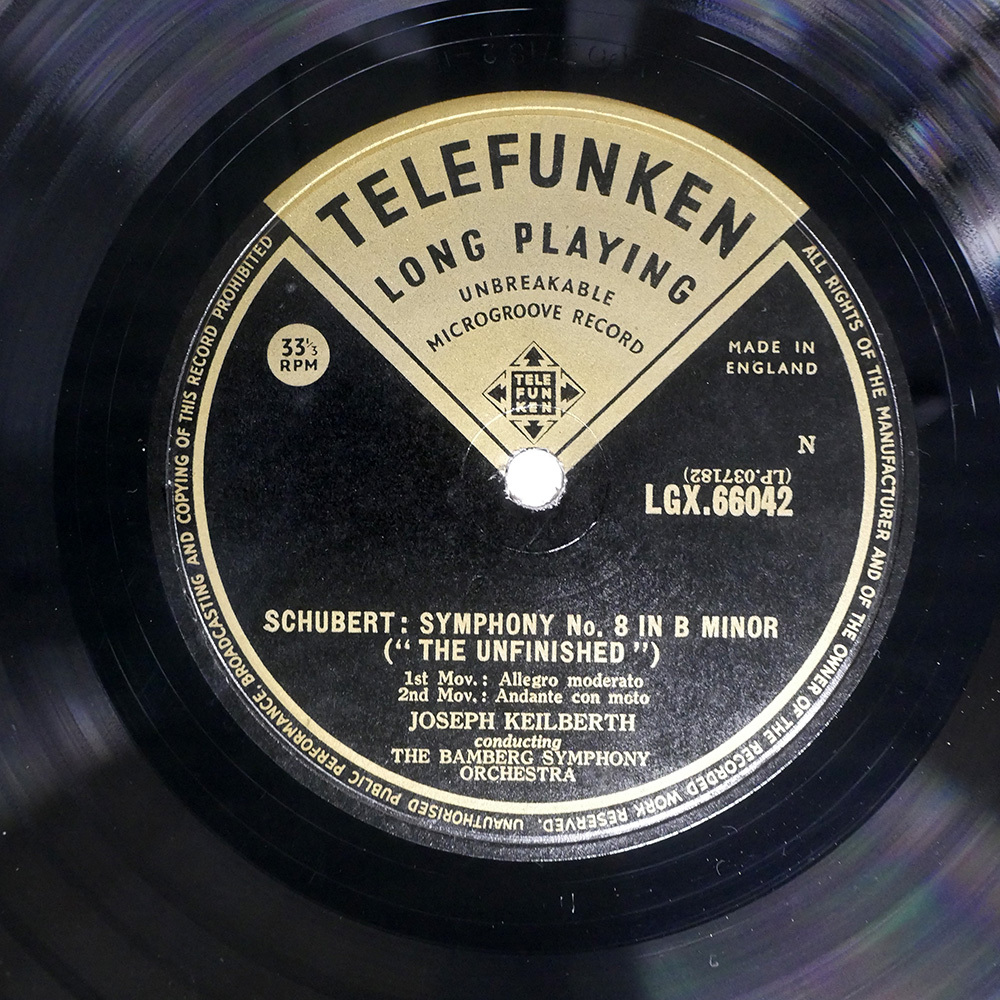 TELEFUNKEN
LONG PLAYING
UNBREAKABLE
MICROGROOVE RECORD
TELE
FUN
KEN
33⅓
RPM
MADE IN
ENGLAND
N
(LP.037182)
LGX.66042
SCHUBERT: SYMPHONY No. 8 IN B MINOR
(“ THE UNFINISHED ”)
1st Mov.: Allegro moderato
2nd Mov.: Andante con moto
JOSEPH KEILBERTH
conducting
THE BAMBERG SYMPHONY
ORCHESTRA
ALL RIGHTS OF THE MANUFACTURER AND OF THE OWNER OF THE RECORDED WORK RESERVED
UNAUTHORISED PUBLIC PERFORMANCE, BROADCASTING AND COPYING OF THIS RECORD PROHIBITED